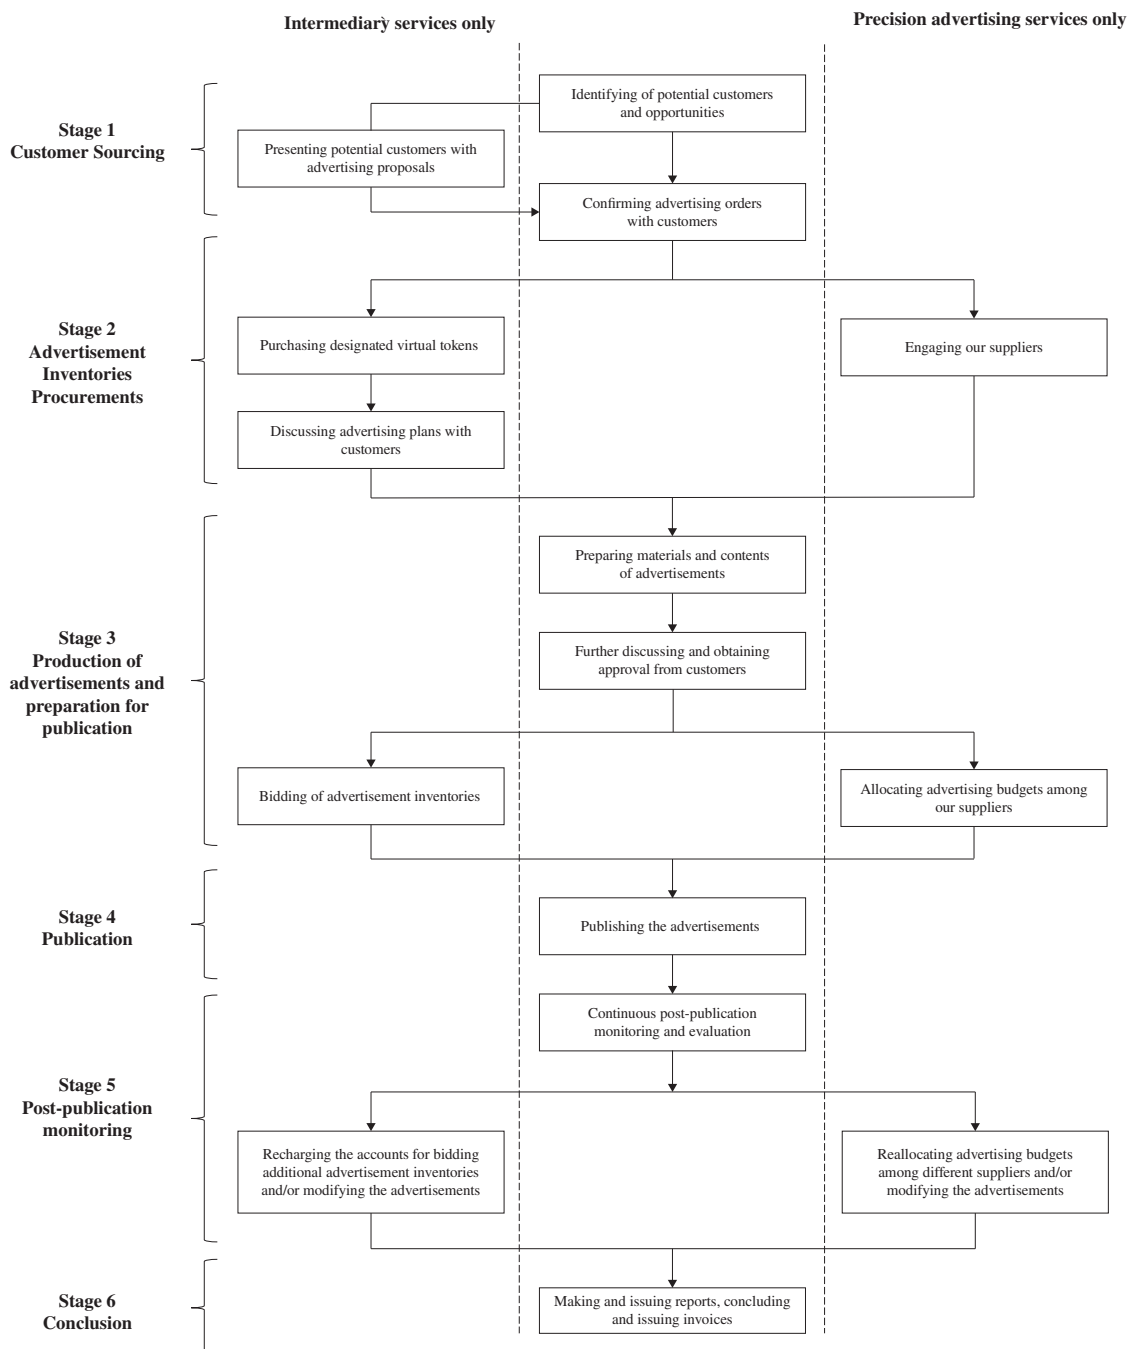 Intermediary services only
Precision advertising services only
Stage 1
Customer Sourcing
Identifying of potential customers
and opportunities
Presenting potential customers with
advertising proposals
Confirming advertising orders
with customers
Stage 2
Advertisement
Inventories
Procurements
Purchasing designated virtual tokens
Engaging our suppliers
Discussing advertising plans with
customers
Stage 3
Production of
advertisements and
preparation for
publication
Preparing materials and contents
of advertisements
Further discussing and obtaining
approval from customers
Bidding of advertisement inventories
Allocating advertising budgets among
our suppliers
Stage 4
Publication
Publishing the advertisements
Stage 5
Post-publication
monitoring
Continuous post-publication
monitoring and evaluation
Recharging the accounts for bidding
additional advertisement inventories
and/or modifying the advertisements
Reallocating advertising budgets
among different suppliers and/or
modifying the advertisements
Stage 6
Conclusion
Making and issuing reports, concluding
and issuing invoices